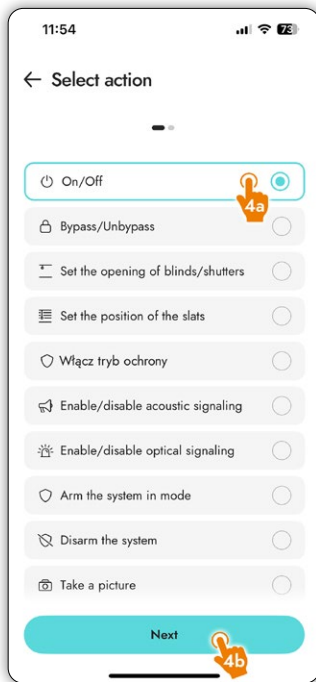 11:54
73
Select action
On/Off
4a
Bypass/Unbypass
Set the opening of blinds/shutters
Set the position of the slats
Włącz tryb ochrony
Enable/disable acoustic signaling
Enable/disable optical signaling
Arm the system in mode
Disarm the system
Take a picture
Next
4b